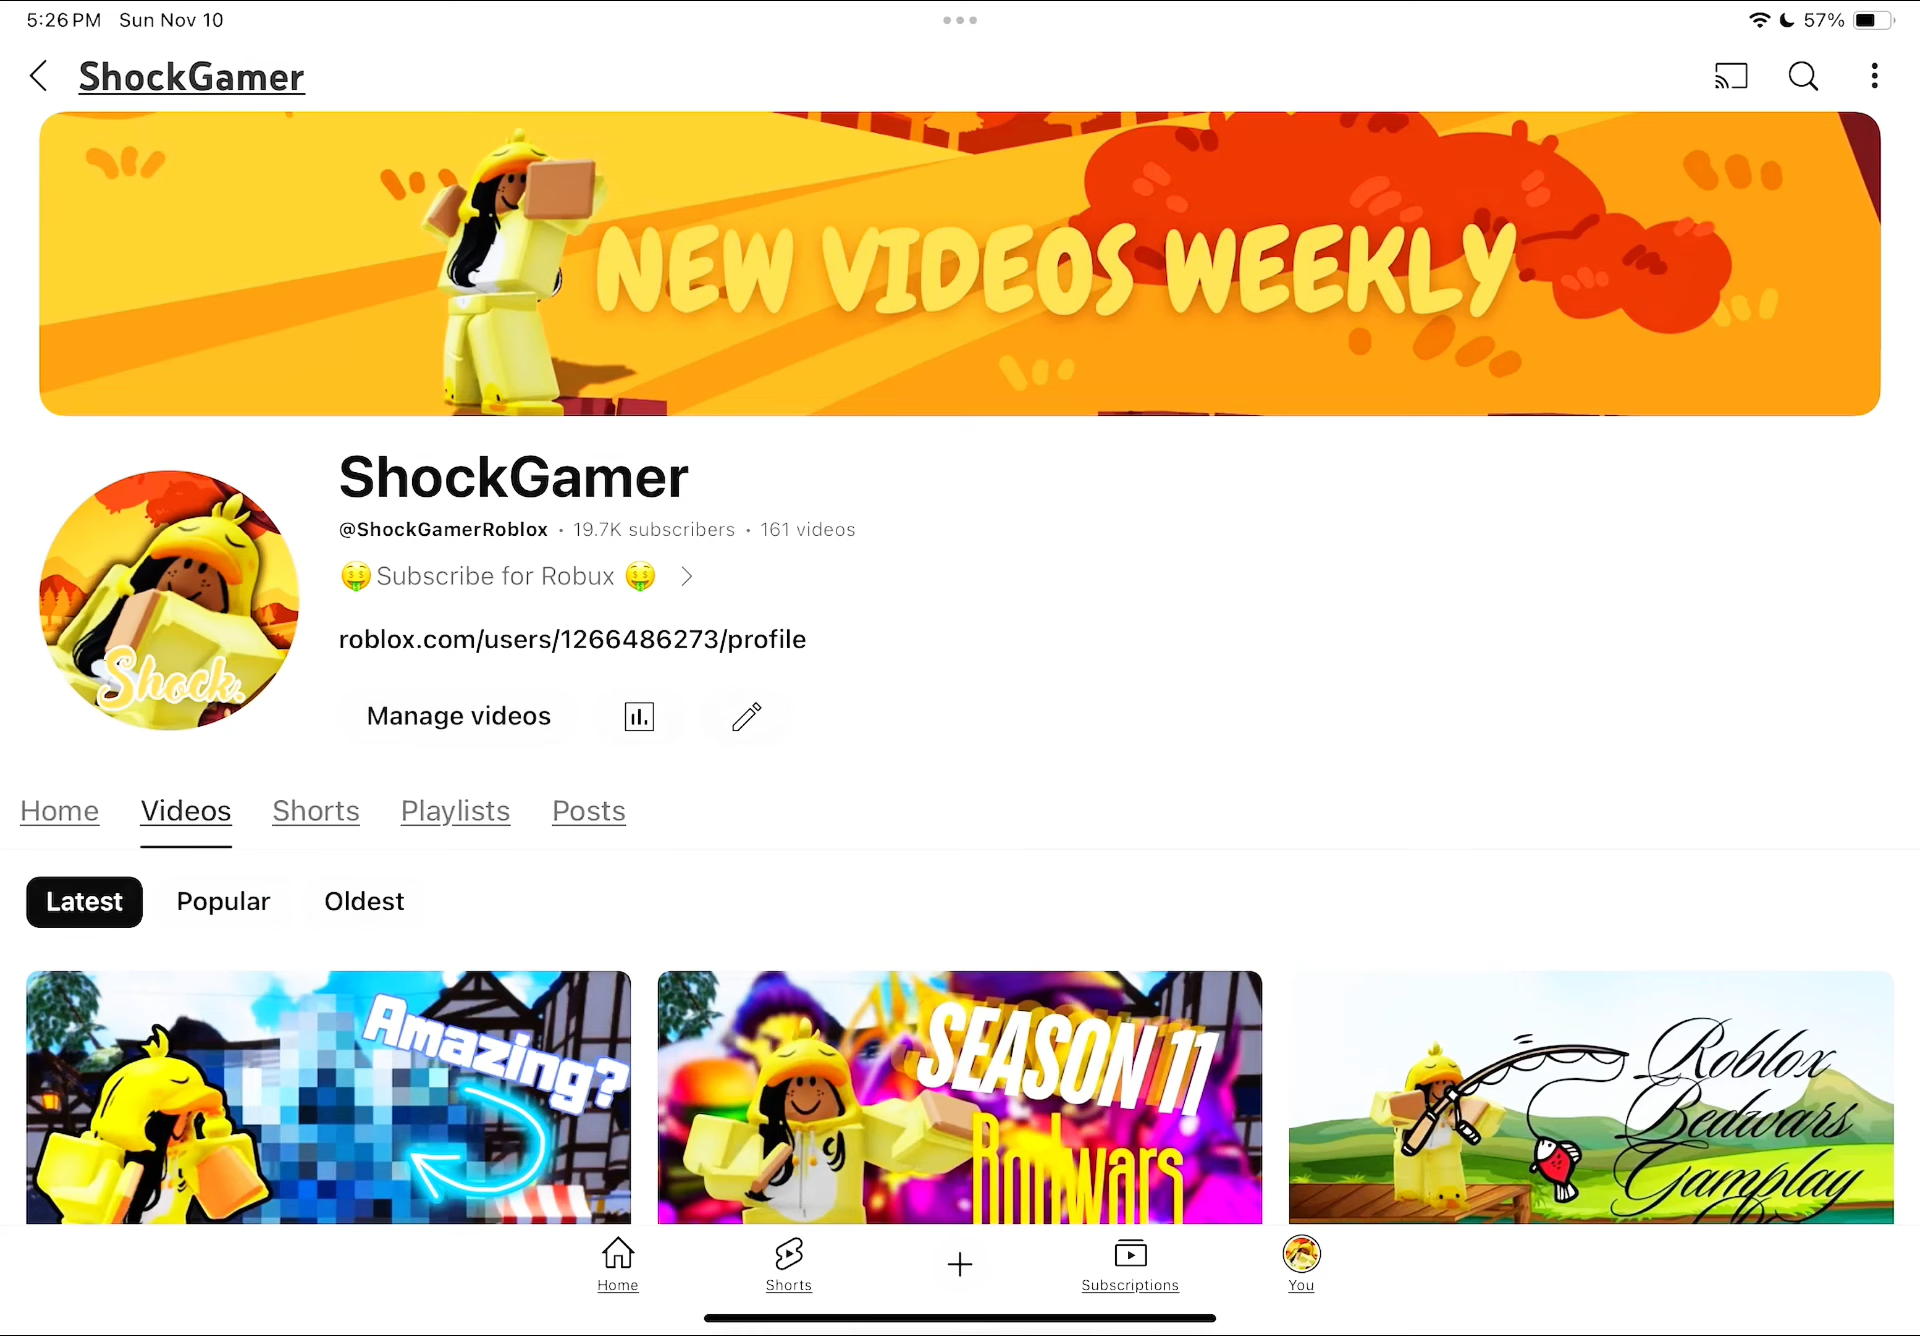 5:26 PM Sun Nov 10
57%
ShockGamer
NEW VIDEOS WEEKLY
ShockGamer
@ShockGamerRoblox · 19.7K subscribers · 161 videos
🤑Subscribe for Robux 🤑 >
roblox.com/users/1266486273/profile
Shock.
Manage videos
Home Videos Shorts Playlists Posts
Latest Popular Oldest
Amazing?
SEASON 11
Bedwars
Roblox
Bedwars
Gamplay
Home Shorts Subscriptions You